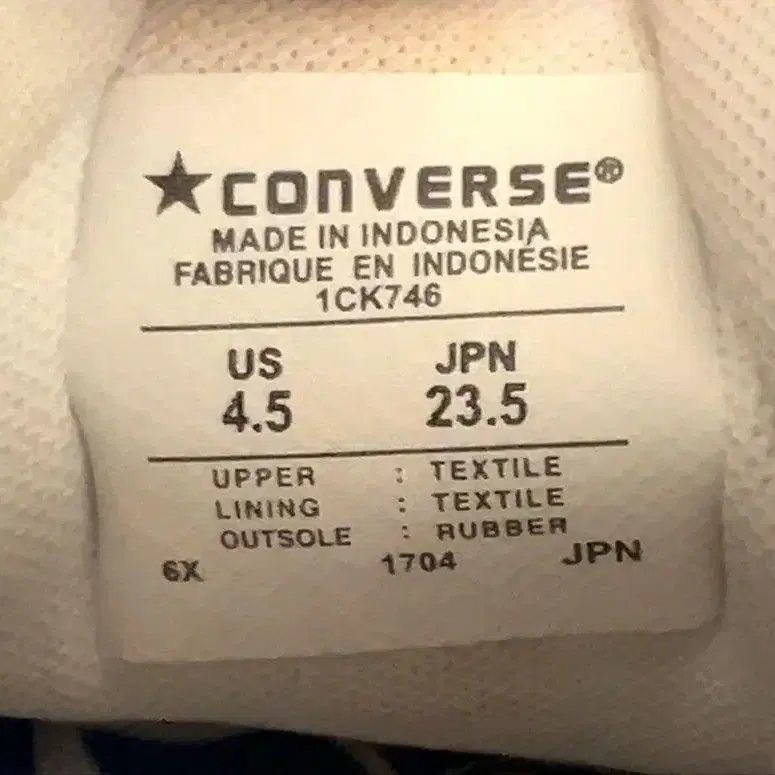 ★CONVERSE®
MADE IN INDONESIA
FABRIQUE EN INDONÉSIE
1CK746
US JPN
4.5 23.5
UPPER : TEXTILE
LINING : TEXTILE
OUTSOLE : RUBBER
6X 1704 JPN